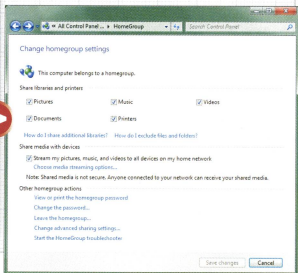 « All Control Panel ... ▸ HomeGroup
Search Control Panel
Change homegroup settings
This computer belongs to a homegroup.
Share libraries and printers
Pictures
Music
Videos
Documents
Printers
How do I share additional libraries? How do I exclude files and folders?
Share media with devices
Stream my pictures, music, and videos to all devices on my home network
Choose media streaming options...
Note: Shared media is not secure. Anyone connected to your network can receive your shared media.
Other homegroup actions
View or print the homegroup password
Change the password...
Leave the homegroup...
Change advanced sharing settings...
Start the HomeGroup troubleshooter
Save changes
Cancel